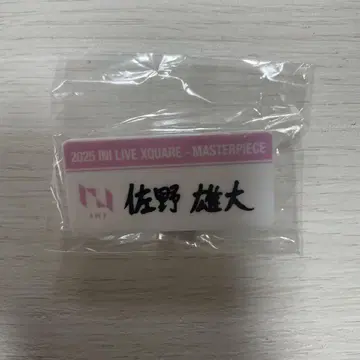 2025 INI LIVE XQUARE - MASTERPIECE
佐野 雄大
INI